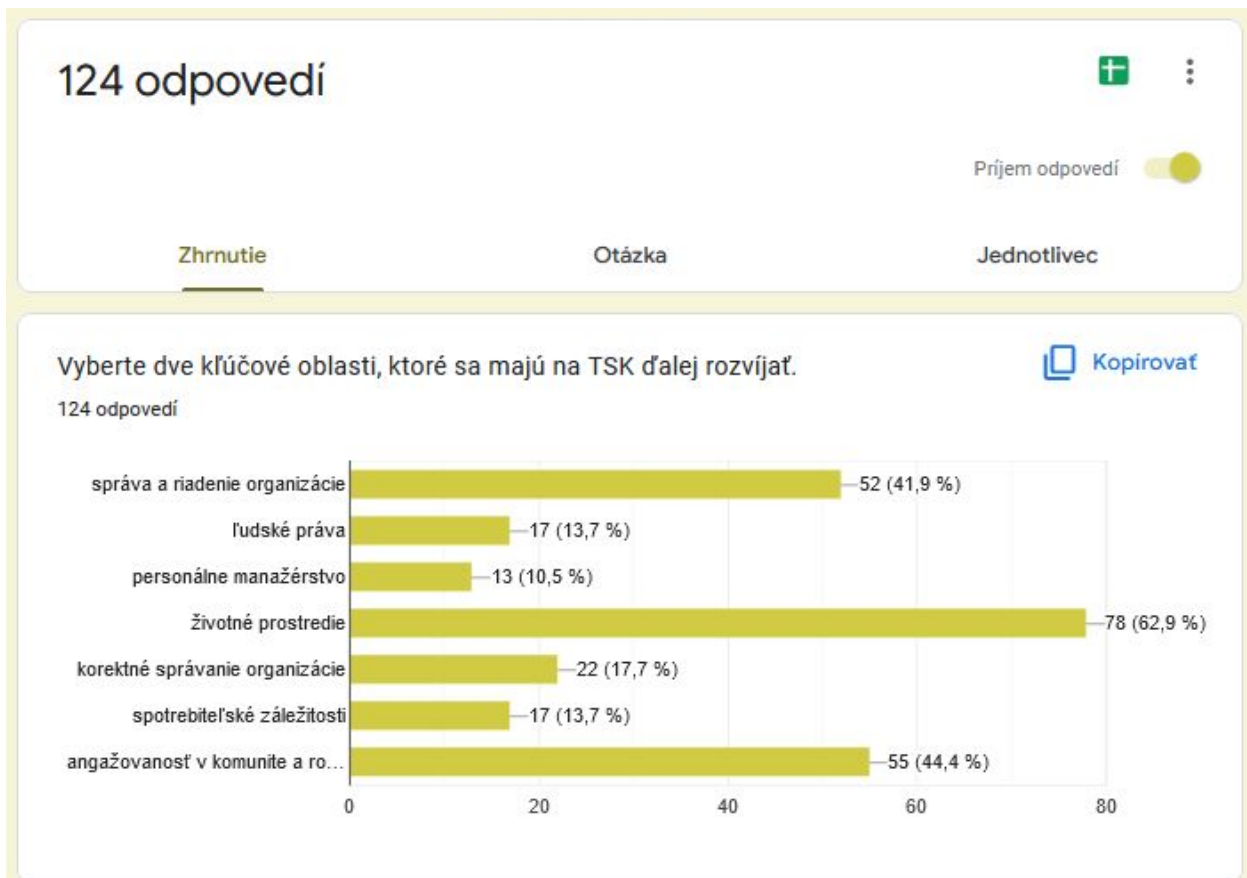 124 odpovedí
Príjem odpovedí
Zhrnutie Otázka Jednotlivec
Vyberte dve kľúčové oblasti, ktoré sa majú na TSK ďalej rozvíjať.
Kopírovať
124 odpovedí
správa a riadenie organizácie 52 (41,9 %)
ľudské práva 17 (13,7 %)
personálne manažérstvo 13 (10,5 %)
životné prostredie 78 (62,9 %)
korektné správanie organizácie 22 (17,7 %)
spotrebiteľské záležitosti 17 (13,7 %)
angažovanosť v komunite a ro... 55 (44,4 %)
0 20 40 60 80